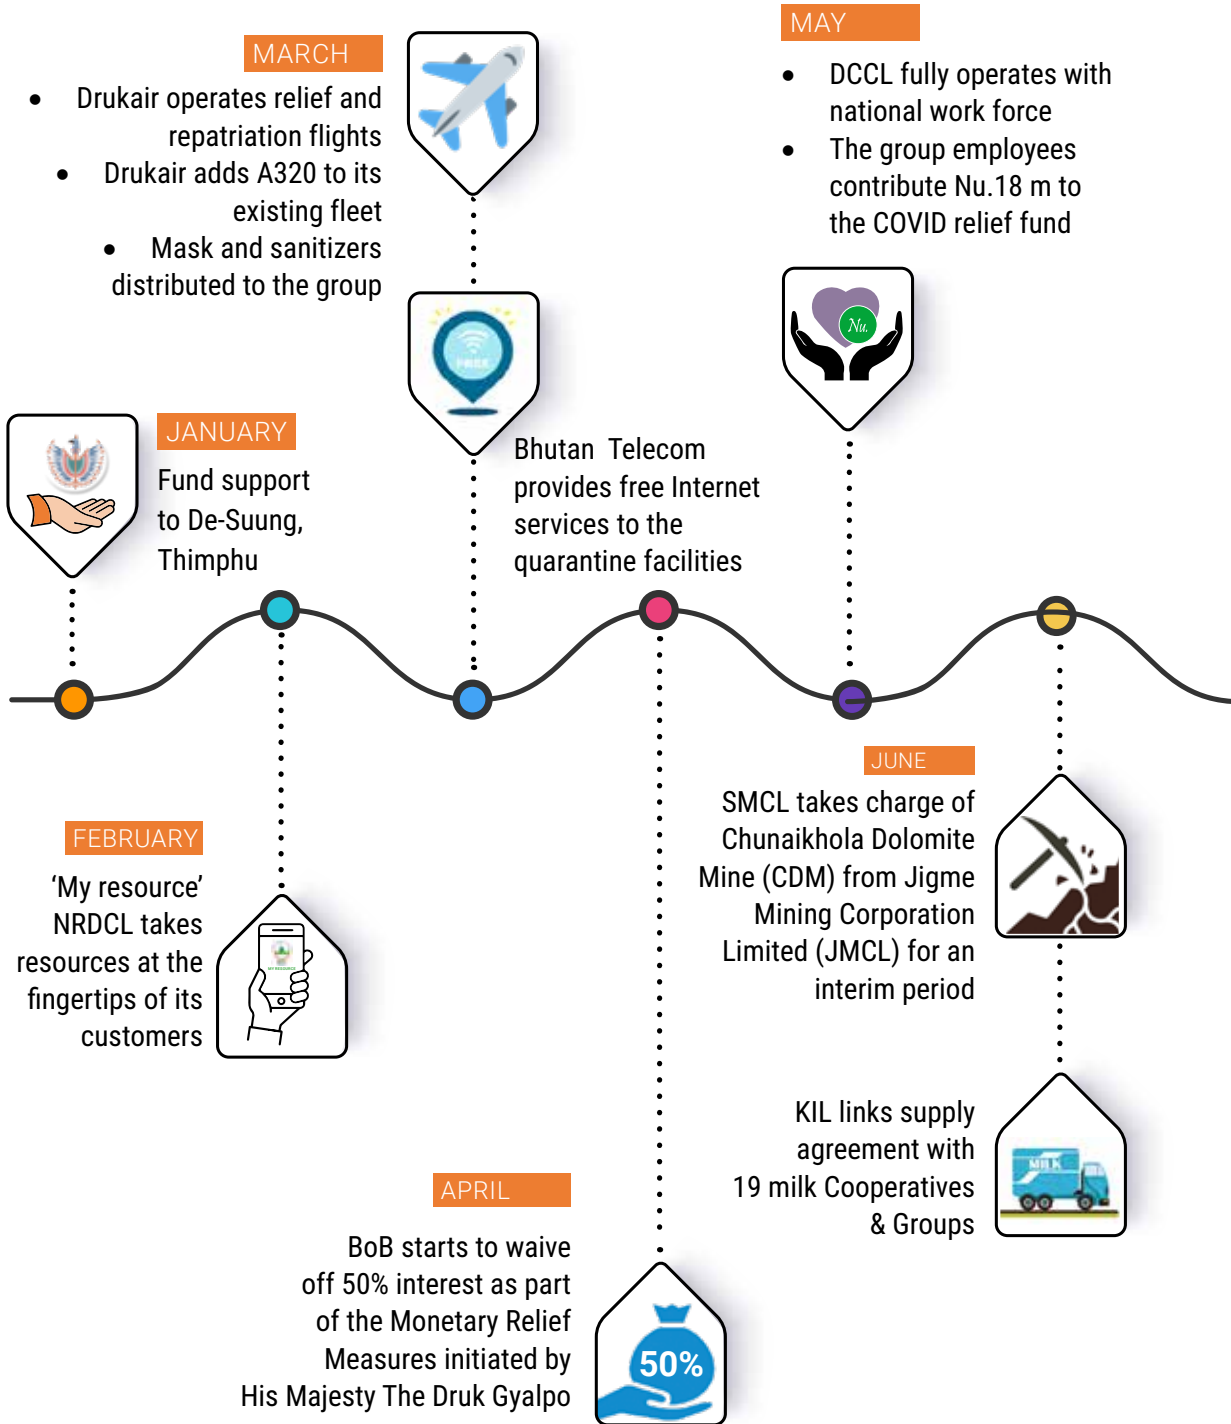 JANUARY
Fund support
to De-Suung,
Thimphu
FEBRUARY
‘My resource’
NRDCL takes
resources at the
fingertips of its
customers
MY RESOURCE
MARCH
• Drukair operates relief and
repatriation flights
• Drukair adds A320 to its
existing fleet
• Mask and sanitizers
distributed to the group
FREE
Bhutan Telecom
provides free Internet
services to the
quarantine facilities
APRIL
BoB starts to waive
off 50% interest as part
of the Monetary Relief
Measures initiated by
His Majesty The Druk Gyalpo
50%
MAY
• DCCL fully operates with
national work force
• The group employees
contribute Nu.18 m to
the COVID relief fund
Nu.
JUNE
SMCL takes charge of
Chunaikhola Dolomite
Mine (CDM) from Jigme
Mining Corporation
Limited (JMCL) for an
interim period
KIL links supply
agreement with
19 milk Cooperatives
& Groups
MILK